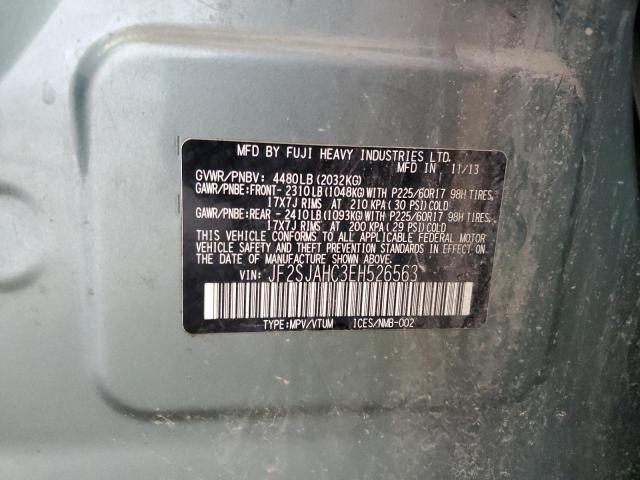 MFD BY FUJI HEAVY INDUSTRIES LTD.
MFD IN 11/13
GVWR/PNBV: 4480LB (2032KG)
GAWR/PNBE:FRONT- 2310LB (1048KG) WITH P225/60R17 98H TIRES,
17X7J RIMS AT 210 KPA (30 PSI) COLD
GAWR/PNBE:REAR - 2410LB (1093KG) WITH P225/60R17 98H TIRES,
17X7J RIMS AT 200 KPA (29 PSI) COLD
THIS VEHICLE CONFORMS TO ALL APPLICABLE FEDERAL MOTOR
VEHICLE SAFETY AND THEFT PREVENTION STANDARDS IN EFFECT ON
THE DATE OF MANUFACTURE SHOWN ABOVE.
VIN: JF2SJAHC3EH526563
TYPE:MPV/VTUM ICES/NMB-002